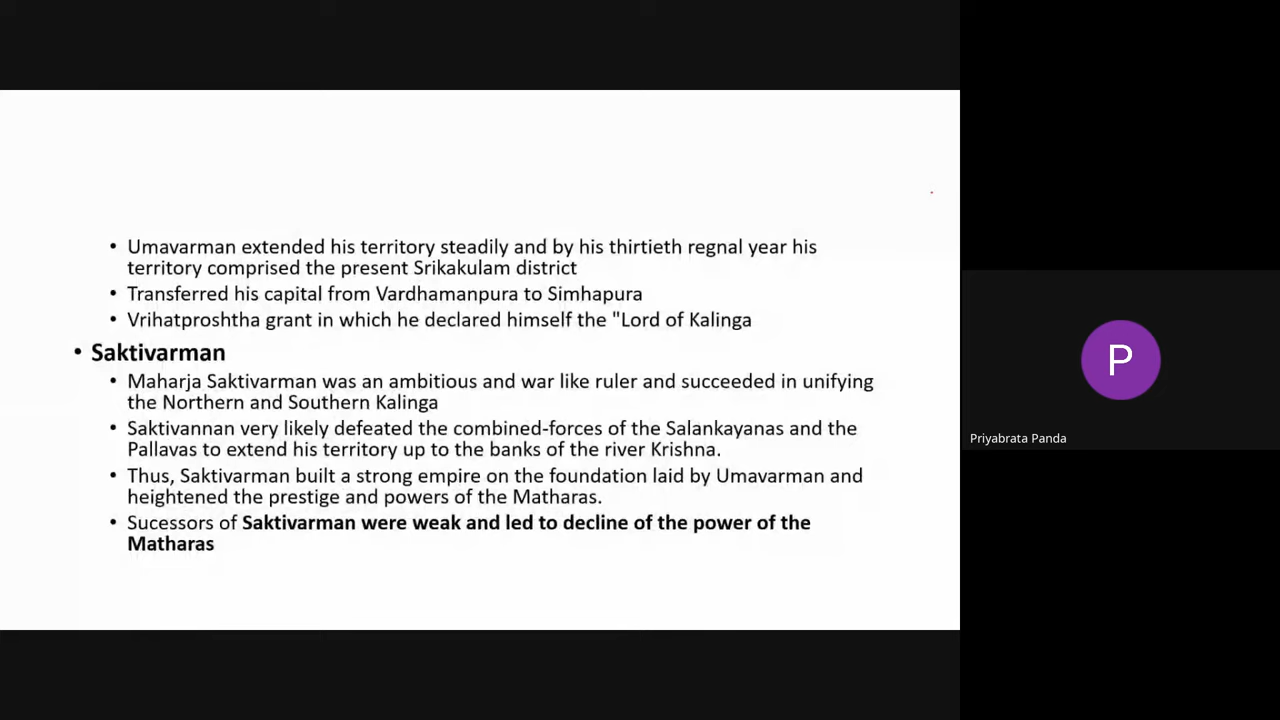 • Umavarman extended his territory steadily and by his thirtieth regnal year his
territory comprised the present Srikakulam district
• Transferred his capital from Vardhamanpura to Simhapura
• Vrihatproshtha grant in which he declared himself the "Lord of Kalinga
• Saktivarman
• Maharja Saktivarman was an ambitious and war like ruler and succeeded in unifying
the Northern and Southern Kalinga
• Saktivannan very likely defeated the combined-forces of the Salankayanas and the
Pallavas to extend his territory up to the banks of the river Krishna.
• Thus, Saktivarman built a strong empire on the foundation laid by Umavarman and
heightened the prestige and powers of the Matharas.
• Sucessors of Saktivarman were weak and led to decline of the power of the
Matharas
P
Priyabrata Panda